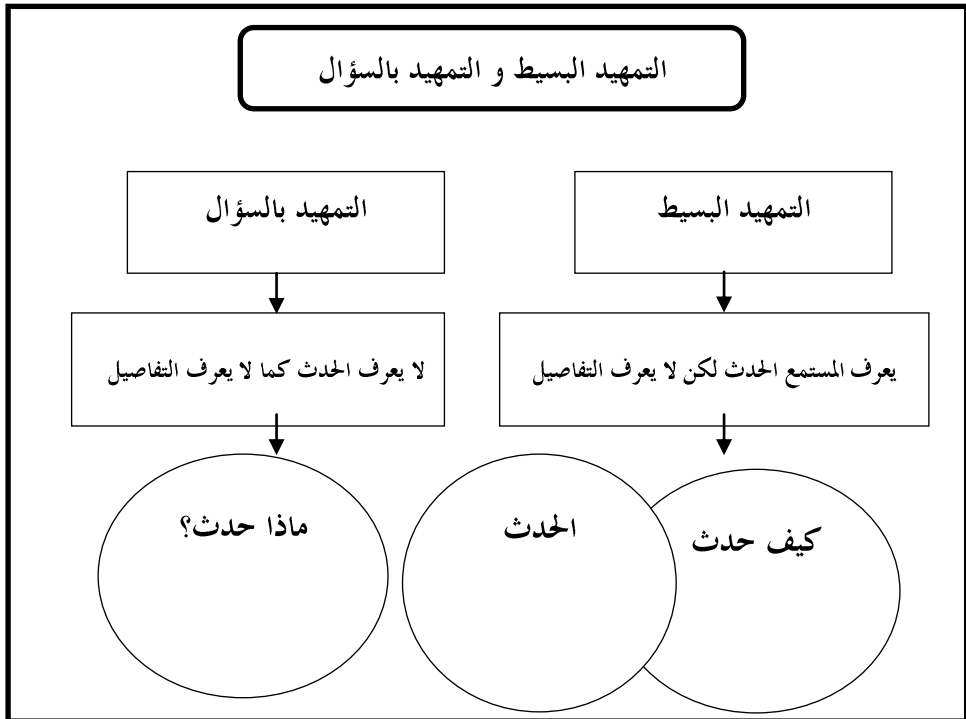 التمهيد البسيط و التمهيد بالسؤال
التمهيد البسيط
التمهيد بالسؤال
يعرف المستمع الحدث لكن لا يعرف التفاصيل
لا يعرف الحدث كما لا يعرف التفاصيل
كيف حدث
الحدث
ماذا حدث؟